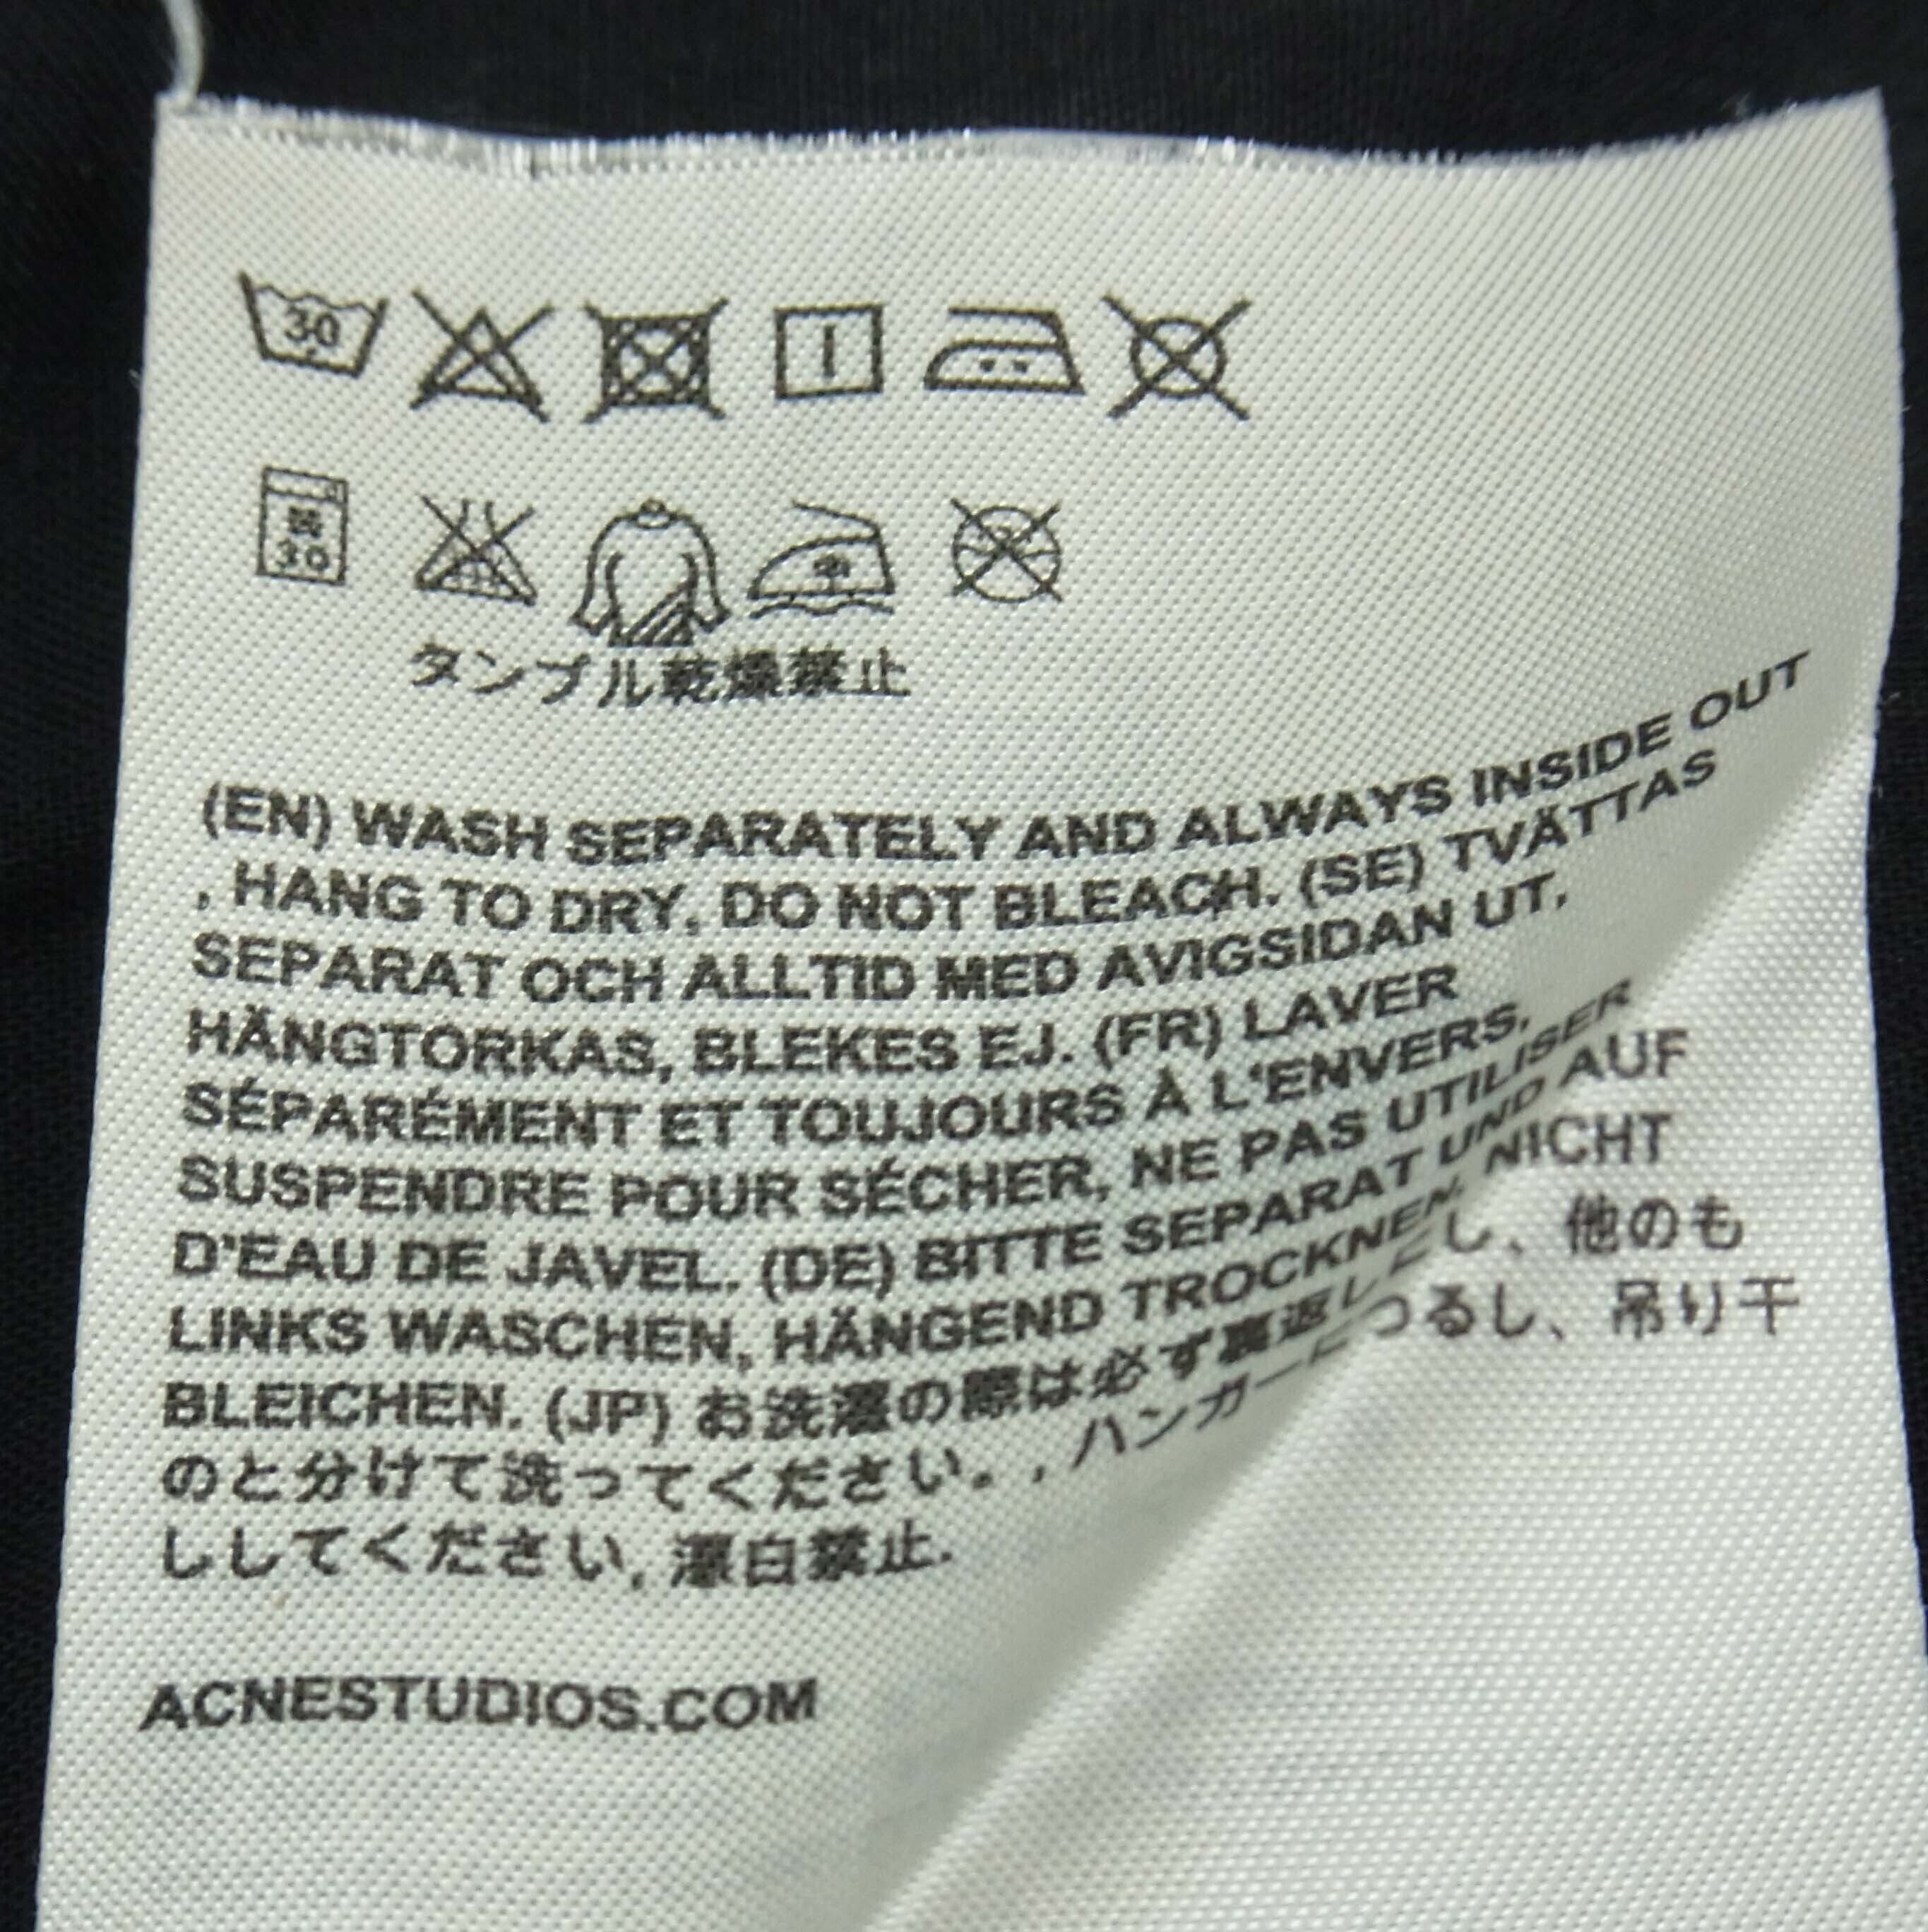 30
弱
30
タンブル乾燥禁止
(EN) WASH SEPARATELY AND ALWAYS INSIDE OUT
, HANG TO DRY, DO NOT BLEACH. (SE) TVÄTTAS
SEPARAT OCH ALLTID MED AVIGSIDAN UT,
HÄNGTORKAS, BLEKES EJ. (FR) LAVER
SÉPARÉMENT ET TOUJOURS À L'ENVERS,
SUSPENDRE POUR SÉCHER, NE PAS UTILISER
D'EAU DE JAVEL. (DE) BITTE SEPARAT UND AUF
LINKS WASCHEN, HÄNGEND TROCKNEN, NICHT
BLEICHEN. (JP) お洗濯の際は必ず裏返しにし、他のも
のと分けて洗ってください。, ハンガーにつるし、吊り干
ししてください, 漂白禁止.
ACNESTUDIOS.COM